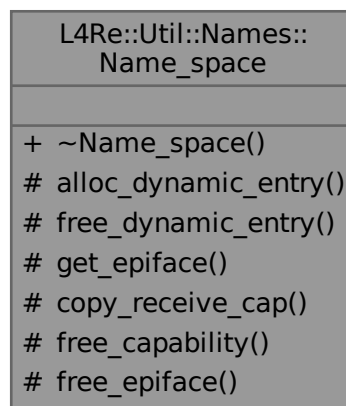 L4Re::Util::Names::
Name_space
+ ~Name_space()
# alloc_dynamic_entry()
# free_dynamic_entry()
# get_epiface()
# copy_receive_cap()
# free_capability()
# free_epiface()